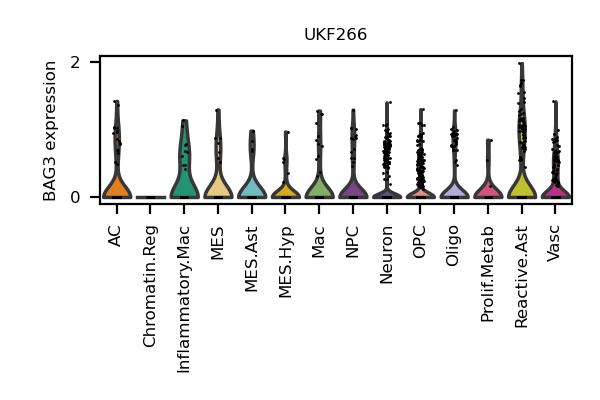 UKF266
BAG3 expression
2
0
AC
Chromatin.Reg
Inflammatory.Mac
MES
MES.Ast
MES.Hyp
Mac
NPC
Neuron
OPC
Oligo
Prolif.Metab
Reactive.Ast
Vasc